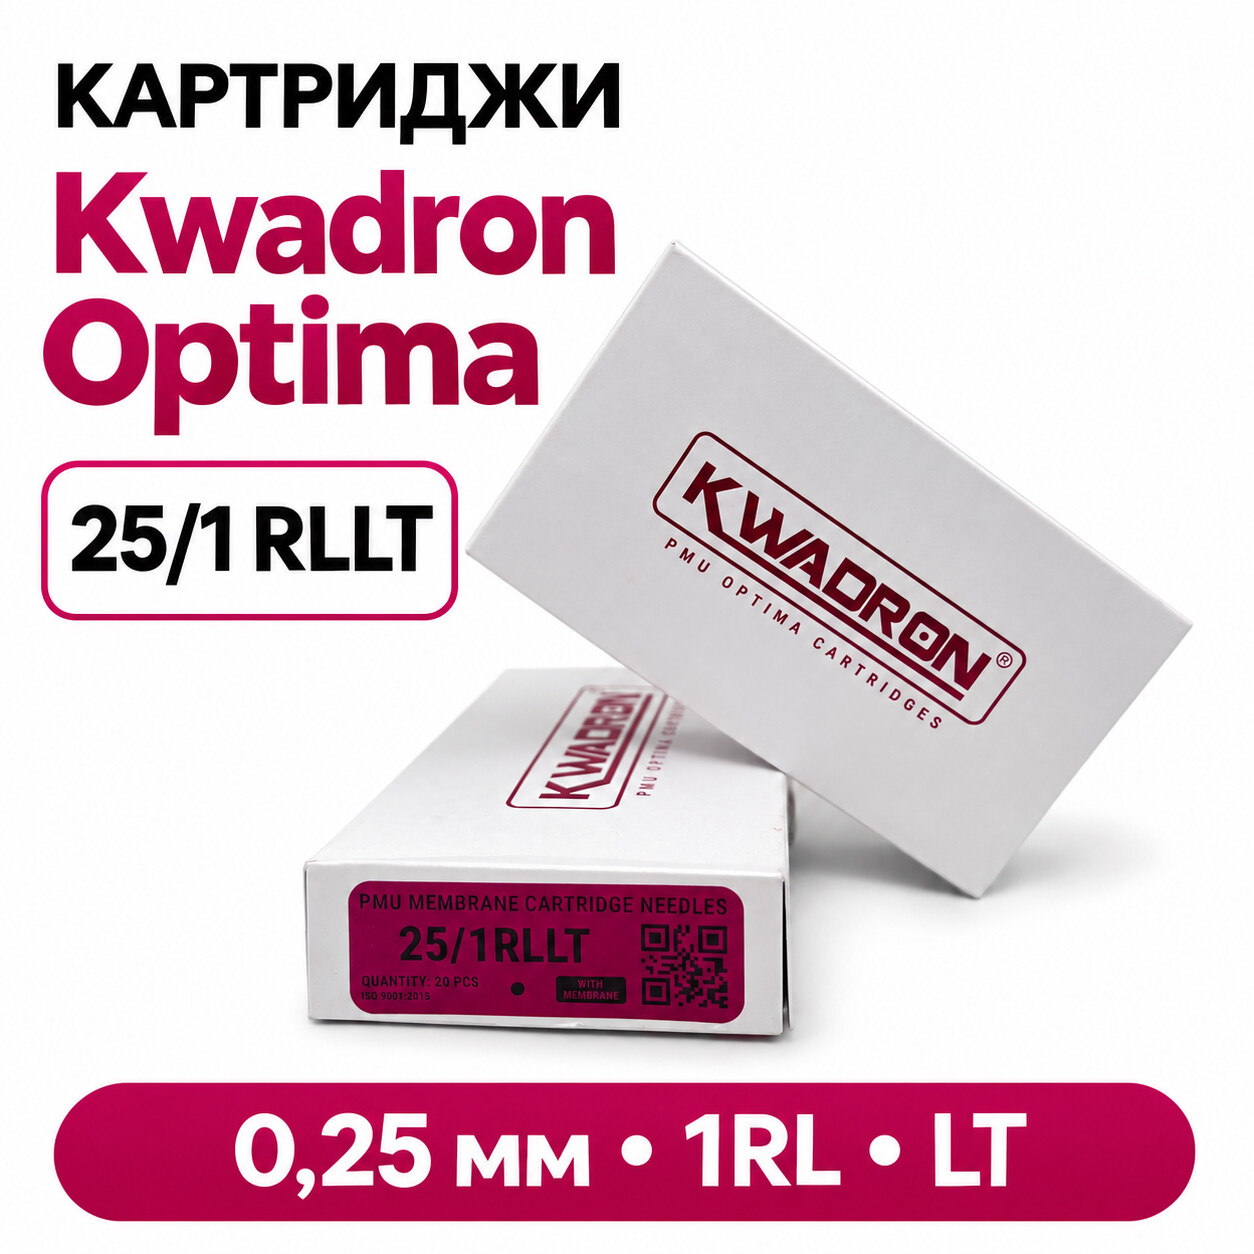 КАРТРИДЖИ
Kwadron
Optima
25/1 RLLT
KWADRON®
PMU OPTIMA CARTRIDGES
KWADRON
PMU OPTIMA CARTRI
PMU MEMBRANE CARTRIDGE NEEDLES
25/1RLLT
QUANTITY: 20 PCS
ISO 9001:2015
WITH
MEMBRANE
0,25 мм • 1RL • LT